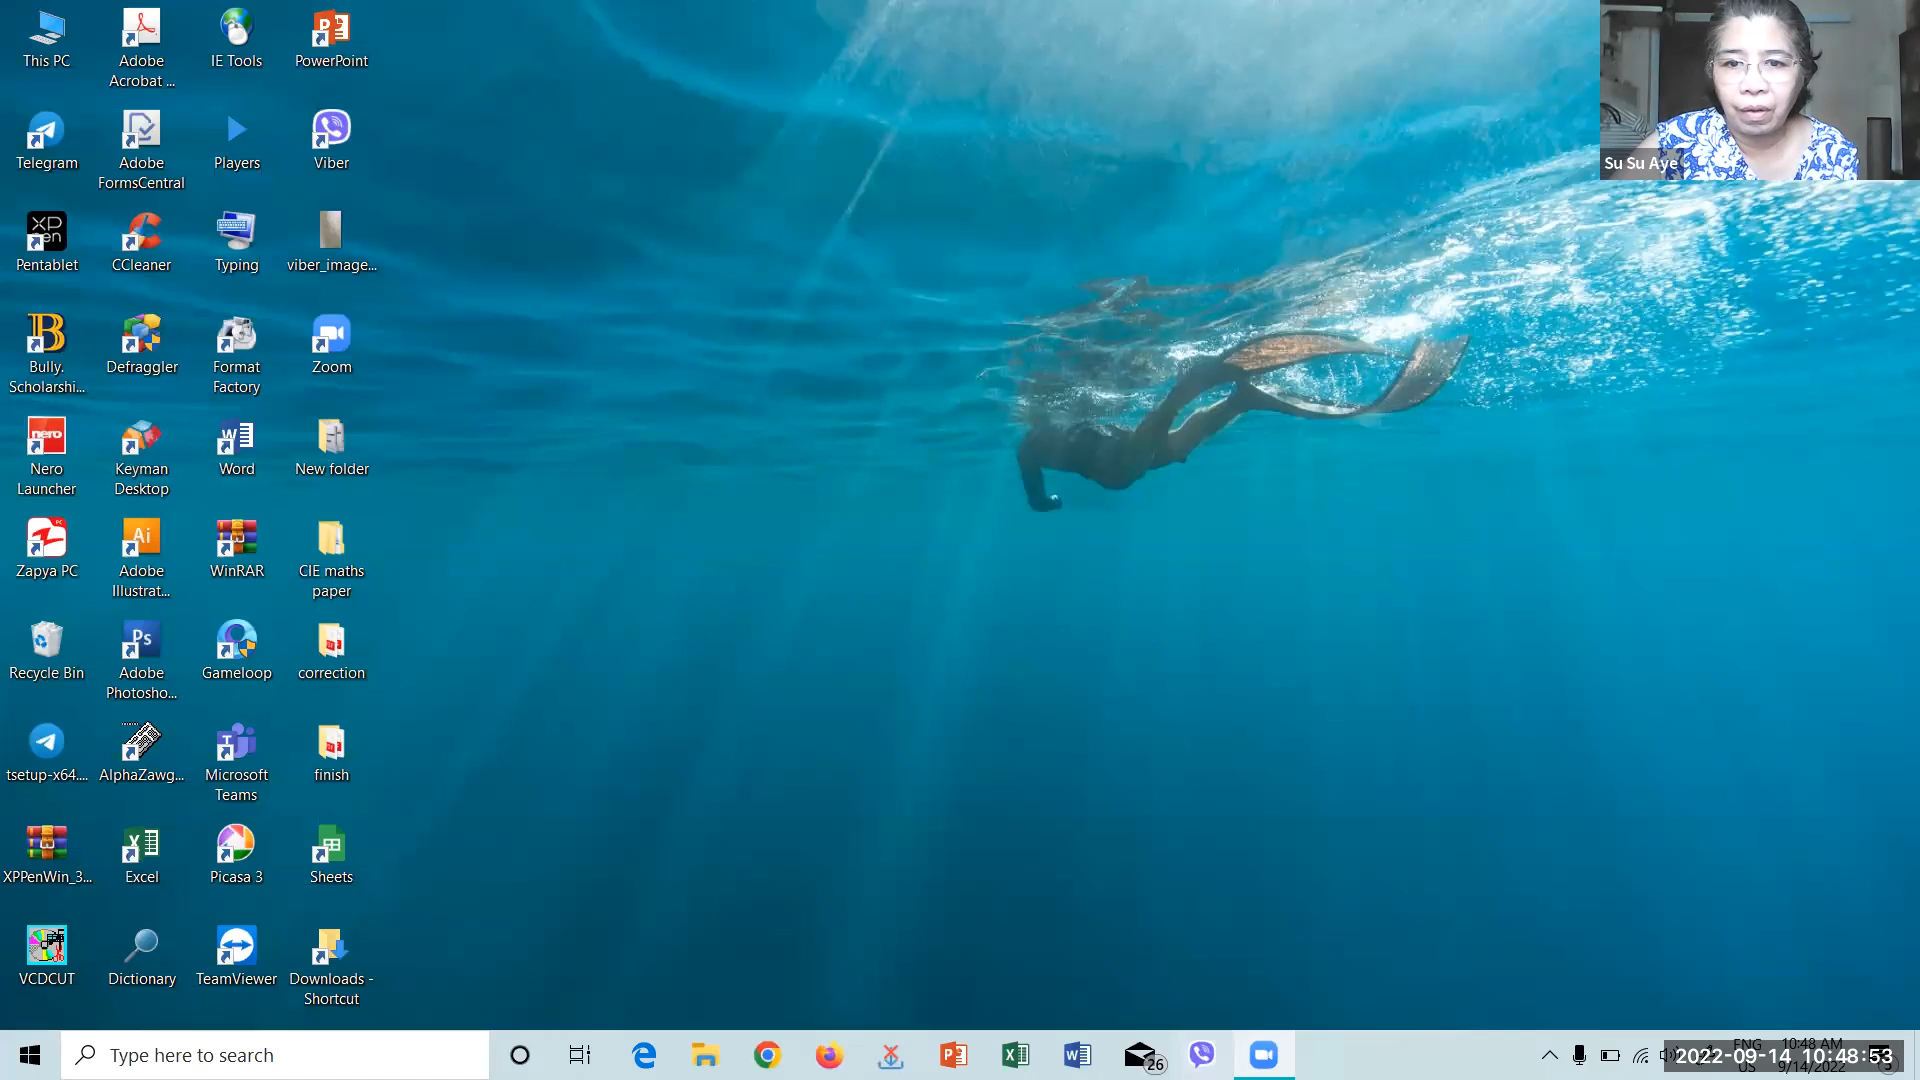 This PC
Adobe
Acrobat ...
IE Tools
PowerPoint
Telegram
Adobe
FormsCentral
Players
Viber
XP
Pentablet
CCleaner
Typing
viber_image...
Bully.
Scholarshi...
Defraggler
Format
Factory
Zoom
nero
Nero
Launcher
Keyman
Desktop
Word
New folder
Zapya PC
Ai
Adobe
Illustrat...
WinRAR
CIE maths
paper
Recycle Bin
Ps
Adobe
Photosho...
Gameloop
correction
tsetup-x64....
AlphaZawg...
Microsoft
Teams
finish
XPPenWin_3...
Excel
Picasa 3
Sheets
VCDCUT
Dictionary
TeamViewer
Downloads -
Shortcut
Su Su Aye
Type here to search
26
ENG
US
10:48 AM
9/14/2022
2022-09-14 10:48:53